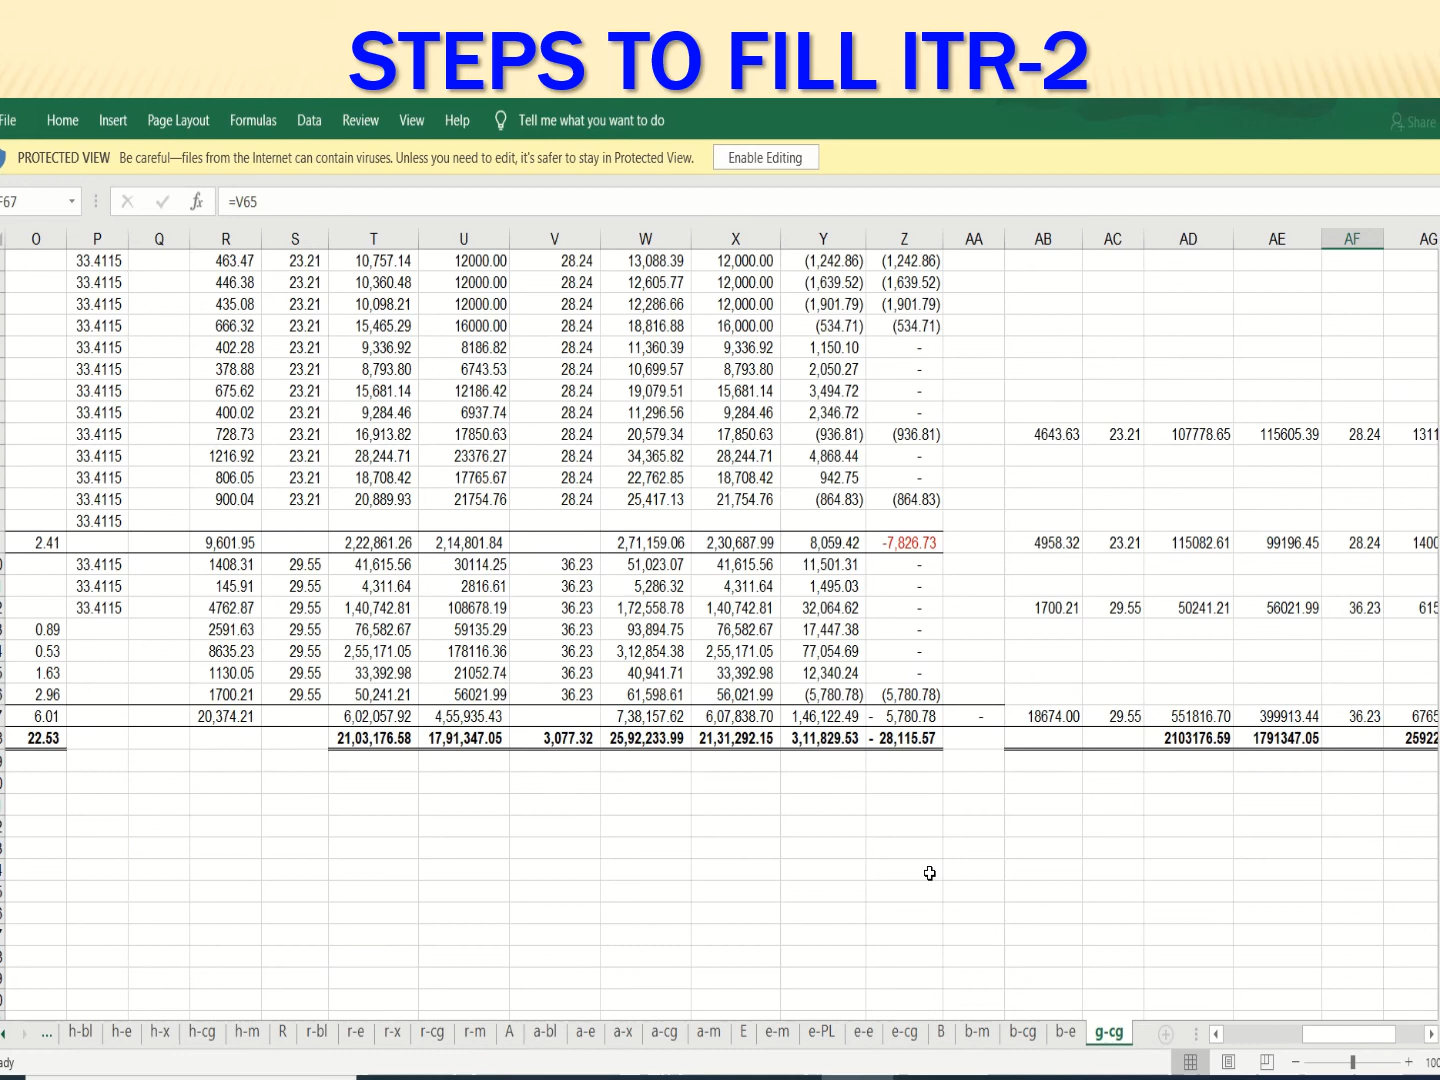 STEPS TO FILL ITR-2
File Home Insert Page Layout Formulas Data Review View Help Tell me what you want to do Share
PROTECTED VIEW Be careful—files from the Internet can contain viruses. Unless you need to edit, it's safer to stay in Protected View. Enable Editing
F67 fx =V65
O P Q R S T U V W X Y Z AA AB AC AD AE AF AG
33.4115 463.47 23.21 10,757.14 12000.00 28.24 13,088.39 12,000.00 (1,242.86) (1,242.86)
33.4115 446.38 23.21 10,360.48 12000.00 28.24 12,605.77 12,000.00 (1,639.52) (1,639.52)
33.4115 435.08 23.21 10,098.21 12000.00 28.24 12,286.66 12,000.00 (1,901.79) (1,901.79)
33.4115 666.32 23.21 15,465.29 16000.00 28.24 18,816.88 16,000.00 (534.71) (534.71)
33.4115 402.28 23.21 9,336.92 8186.82 28.24 11,360.39 9,336.92 1,150.10 -
33.4115 378.88 23.21 8,793.80 6743.53 28.24 10,699.57 8,793.80 2,050.27 -
33.4115 675.62 23.21 15,681.14 12186.42 28.24 19,079.51 15,681.14 3,494.72 -
33.4115 400.02 23.21 9,284.46 6937.74 28.24 11,296.56 9,284.46 2,346.72 -
33.4115 728.73 23.21 16,913.82 17850.63 28.24 20,579.34 17,850.63 (936.81) (936.81) 4643.63 23.21 107778.65 115605.39 28.24 1311
33.4115 1216.92 23.21 28,244.71 23376.27 28.24 34,365.82 28,244.71 4,868.44 -
33.4115 806.05 23.21 18,708.42 17765.67 28.24 22,762.85 18,708.42 942.75 -
33.4115 900.04 23.21 20,889.93 21754.76 28.24 25,417.13 21,754.76 (864.83) (864.83)
33.4115
2.41 9,601.95 2,22,861.26 2,14,801.84 2,71,159.06 2,30,687.99 8,059.42 -7,826.73 4958.32 23.21 115082.61 99196.45 28.24 1400
33.4115 1408.31 29.55 41,615.56 30114.25 36.23 51,023.07 41,615.56 11,501.31 -
33.4115 145.91 29.55 4,311.64 2816.61 36.23 5,286.32 4,311.64 1,495.03 -
33.4115 4762.87 29.55 1,40,742.81 108678.19 36.23 1,72,558.78 1,40,742.81 32,064.62 - 1700.21 29.55 50241.21 56021.99 36.23 615
0.89 2591.63 29.55 76,582.67 59135.29 36.23 93,894.75 76,582.67 17,447.38 -
0.53 8635.23 29.55 2,55,171.05 178116.36 36.23 3,12,854.38 2,55,171.05 77,054.69 -
1.63 1130.05 29.55 33,392.98 21052.74 36.23 40,941.71 33,392.98 12,340.24 -
2.96 1700.21 29.55 50,241.21 56021.99 36.23 61,598.61 56,021.99 (5,780.78) (5,780.78)
6.01 20,374.21 6,02,057.92 4,55,935.43 7,38,157.62 6,07,838.70 1,46,122.49 - 5,780.78 - 18674.00 29.55 551816.70 399913.44 36.23 6765
22.53 21,03,176.58 17,91,347.05 3,077.32 25,92,233.99 21,31,292.15 3,11,829.53 - 28,115.57 2103176.59 1791347.05 25922
... h-bl h-e h-x h-cg h-m R r-bl r-e r-x r-cg r-m A a-bl a-e a-x a-cg a-m E e-m e-PL e-e e-cg B b-m b-cg b-e g-cg
ady 100